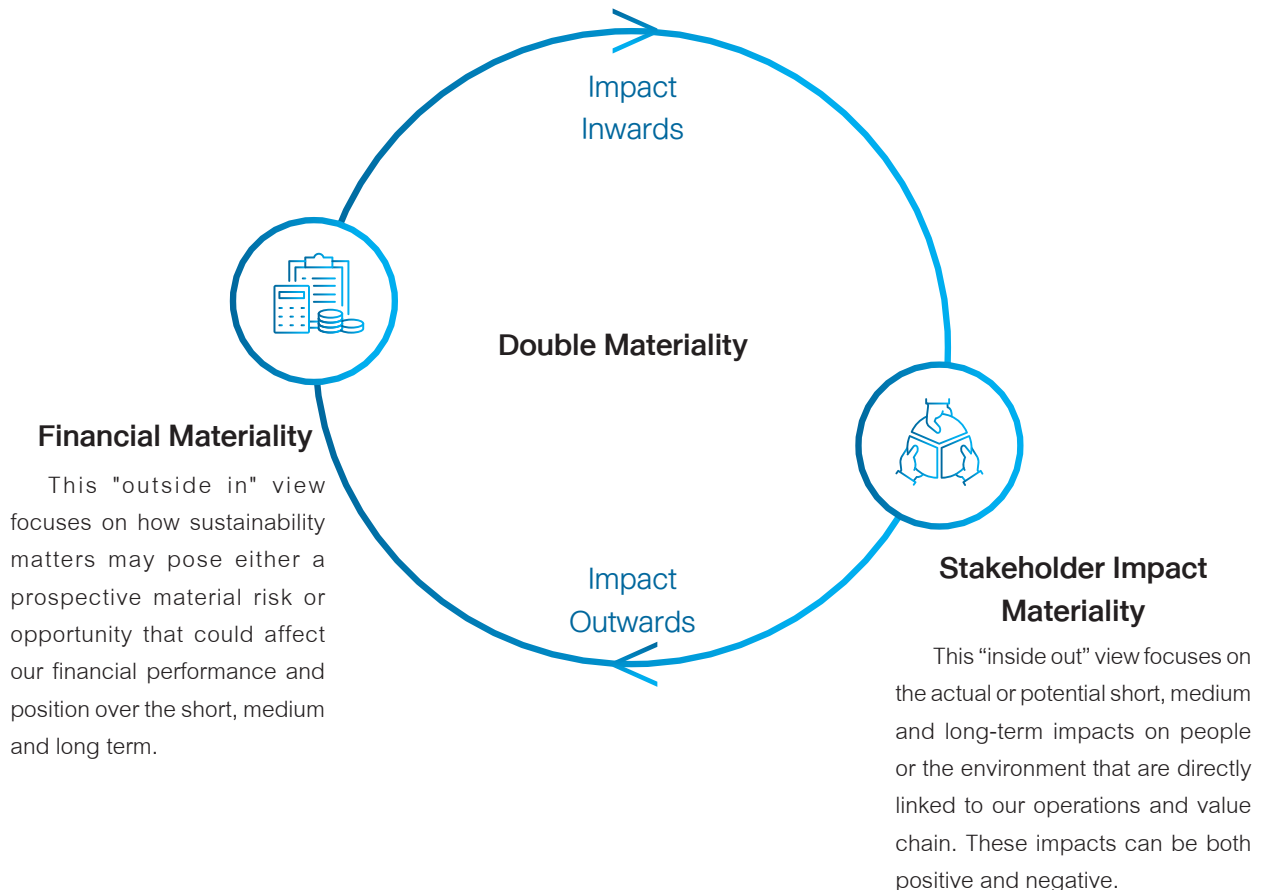 Impact
Inwards
Double Materiality
Financial Materiality
This "outside in" view
focuses on how sustainability
matters may pose either a
prospective material risk or
opportunity that could affect
our financial performance and
position over the short, medium
and long term.
Impact
Outwards
Stakeholder Impact
Materiality
This “inside out” view focuses on
the actual or potential short, medium
and long-term impacts on people
or the environment that are directly
linked to our operations and value
chain. These impacts can be both
positive and negative.